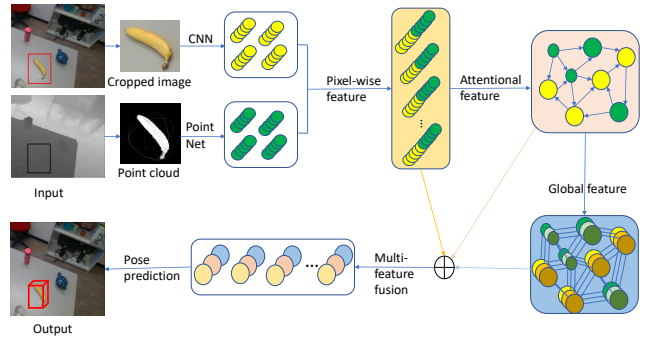 CNN
Cropped image
Pixel-wise
feature
Attentional
feature
Point
Net
Point cloud
Input
...
Global feature
Pose
prediction
...
Multi-
feature
fusion
Output